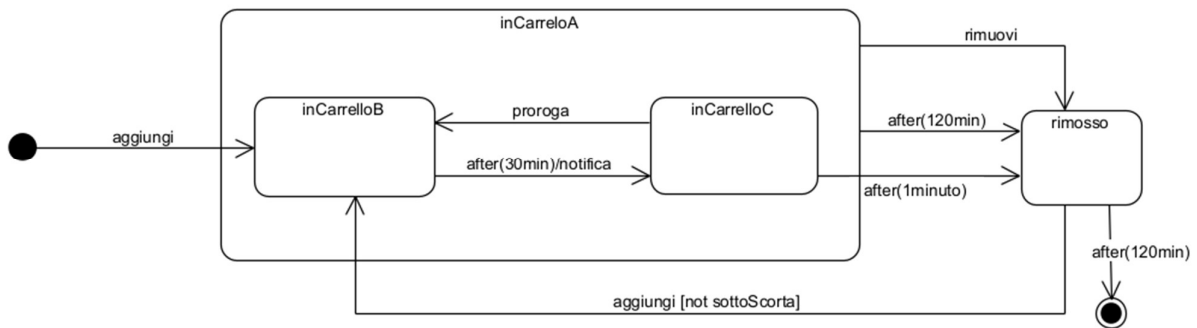 inCarreloA
rimuovi
inCarrelloB
proroga
inCarrelloC
aggiungi
after(120min)
rimosso
after(30min)/notifica
after(1minuto)
after(120min)
aggiungi [not sottoScorta]